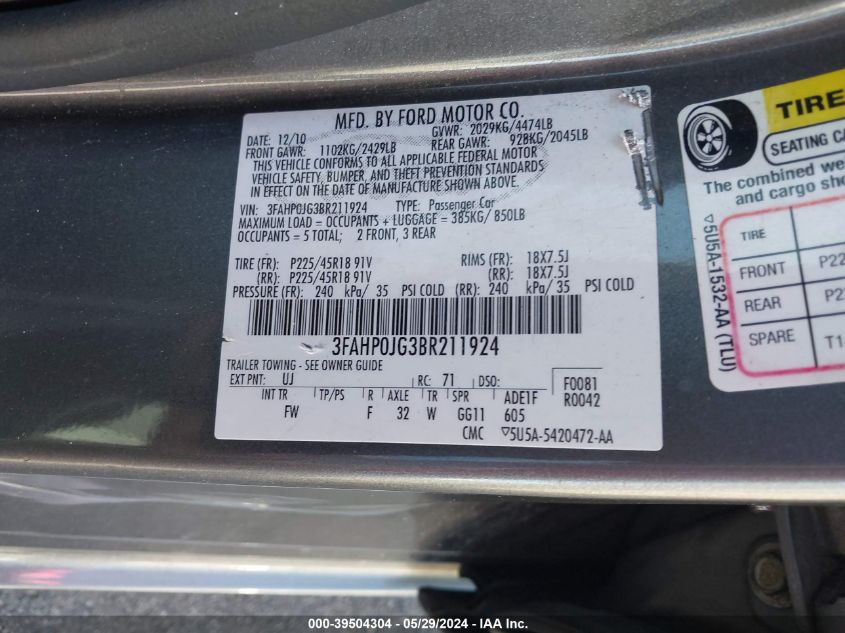 MFD. BY FORD MOTOR CO.
DATE: 12/10 GVWR: 2029KG/4474LB
FRONT GAWR: 1102KG/2429LB REAR GAWR: 928KG/2045LB
THIS VEHICLE CONFORMS TO ALL APPLICABLE FEDERAL MOTOR
VEHICLE SAFETY, BUMPER, AND THEFT PREVENTION STANDARDS
IN EFFECT ON THE DATE OF MANUFACTURE SHOWN ABOVE.
VIN: 3FAHP0JG3BR211924 TYPE: Passenger Car
MAXIMUM LOAD = OCCUPANTS + LUGGAGE = 385KG/ 850LB
OCCUPANTS = 5 TOTAL; 2 FRONT, 3 REAR
TIRE (FR): P225/45R18 91V RIMS (FR): 18X7.5J
(RR): P225/45R18 91V (RR): 18X7.5J
PRESSURE (FR): 240 kPa/ 35 PSI COLD (RR): 240 kPa/ 35 PSI COLD
3FAHP0JG3BR211924
TRAILER TOWING - SEE OWNER GUIDE
EXT PNT: UJ RC: 71 DSO: F0081
R0042
INT TR TP/PS R AXLE TR SPR ADE1F
FW F 32 W GG11 605
CMC ▽5U5A-5420472-AA
TIRE
SEATING CA
The combined we
and cargo sho
▽5U5A-1532-AA (TLU)
TIRE
FRONT P22
REAR P2
SPARE T1
000-39504304 - 05/29/2024 - IAA Inc.